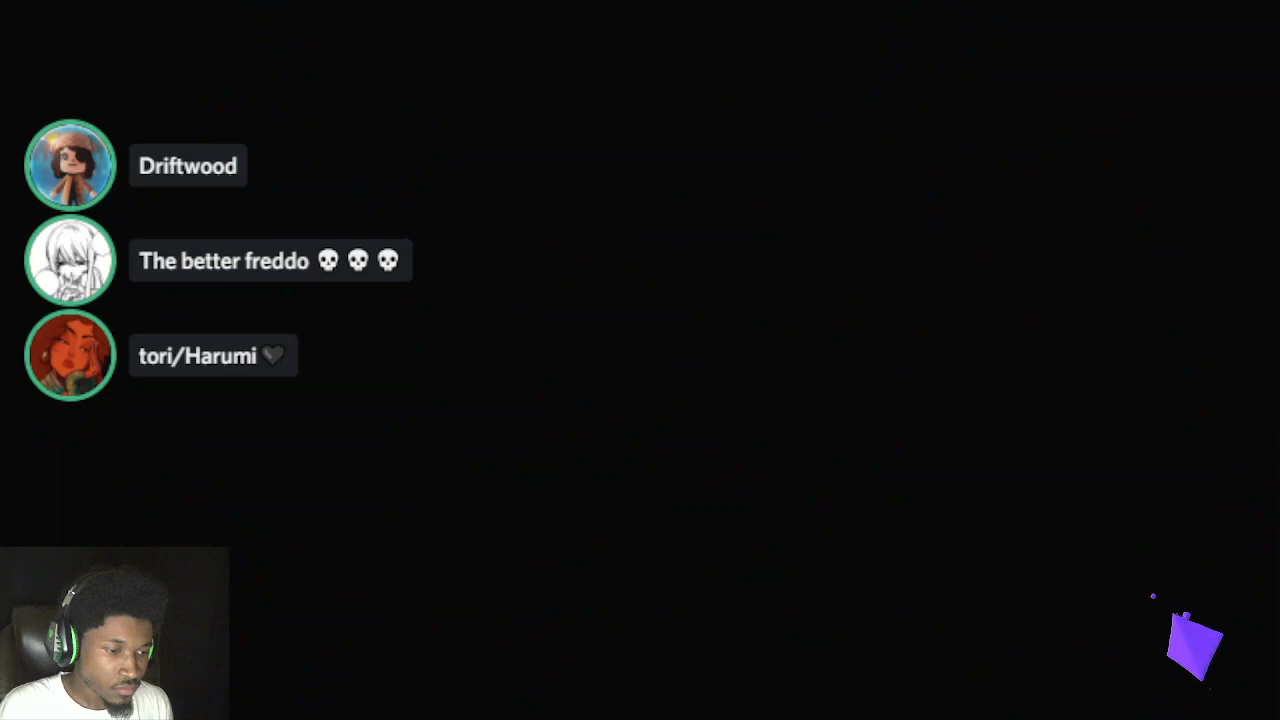 Driftwood
The better freddo 💀 💀 💀
tori/Harumi🖤